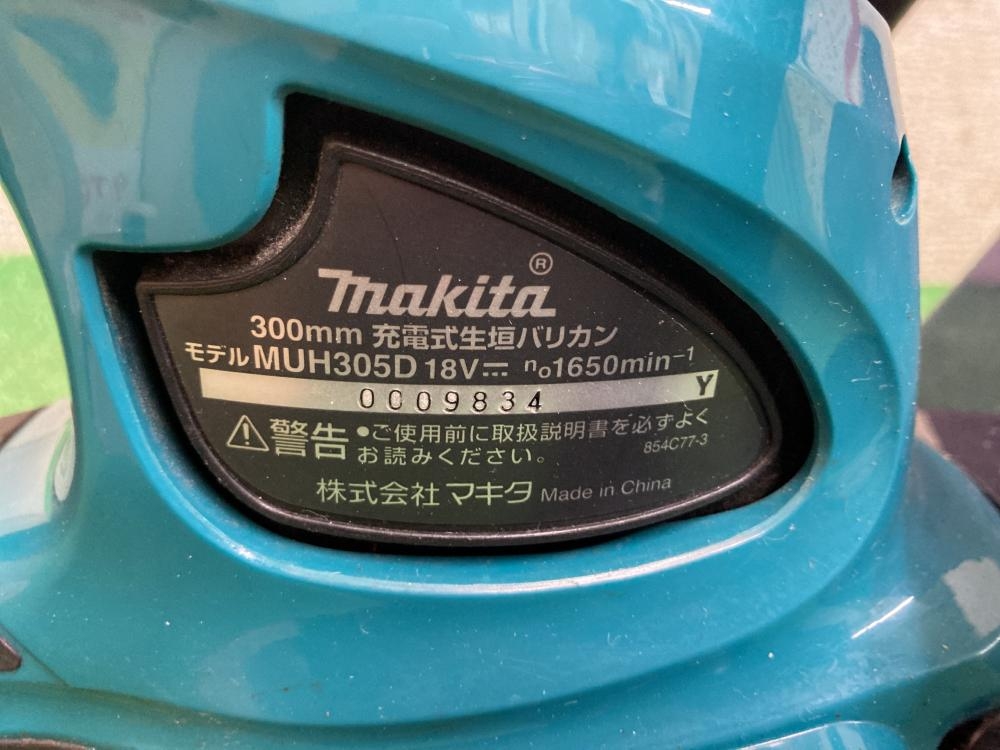 makita®
300mm 充電式生垣バリカン
モデル MUH305D 18V⎓ n₀1650min⁻¹
0009834 Y
⚠警告 •ご使用前に取扱説明書を必ずよく
お読みください。 854C77-3
株式会社 マキタ Made in China